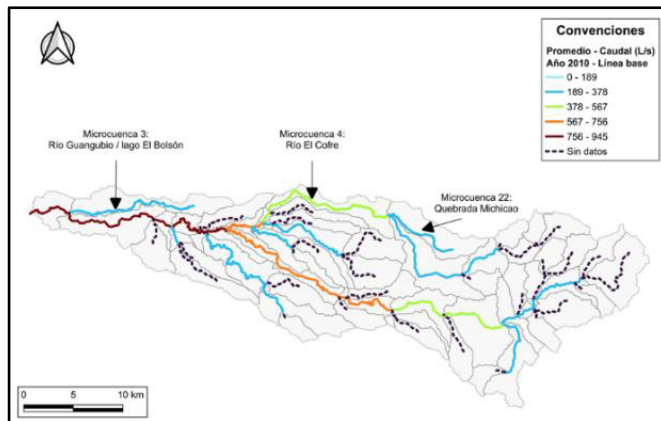 Convenciones
Promedio - Caudal (L/s)
Año 2010 - Línea base
0 - 189
189 - 378
378 - 567
567 - 756
756 - 945
Sin datos
Microcuenca 3:
Río Guangubio / lago El Bolsón
Microcuenca 4:
Río El Cofre
Microcuenca 22:
Quebrada Michicao
0 5 10 km